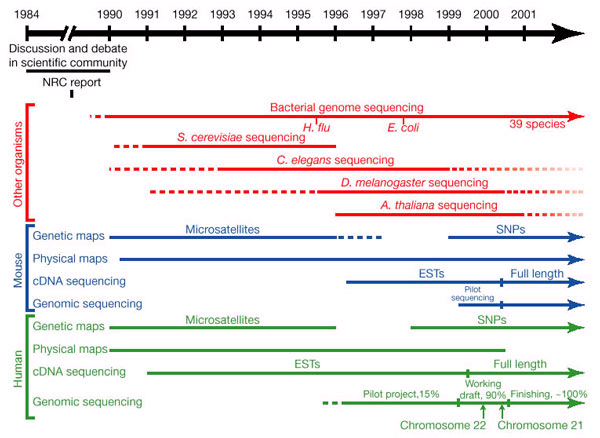 1984 1990 1991 1992 1993 1994 1995 1996 1997 1998 1999 2000 2001
Discussion and debate
in scientific community
NRC report
Other organisms
Bacterial genome sequencing
H. flu E. coli 39 species
S. cerevisiae sequencing
C. elegans sequencing
D. melanogaster sequencing
A. thaliana sequencing
Mouse
Genetic maps Microsatellites SNPs
Physical maps
cDNA sequencing ESTs Full length
Genomic sequencing Pilot
sequencing
Human
Genetic maps Microsatellites SNPs
Physical maps
cDNA sequencing ESTs Full length
Genomic sequencing Pilot project,15% Working
draft, 90% Finishing, ~100%
Chromosome 22 Chromosome 21